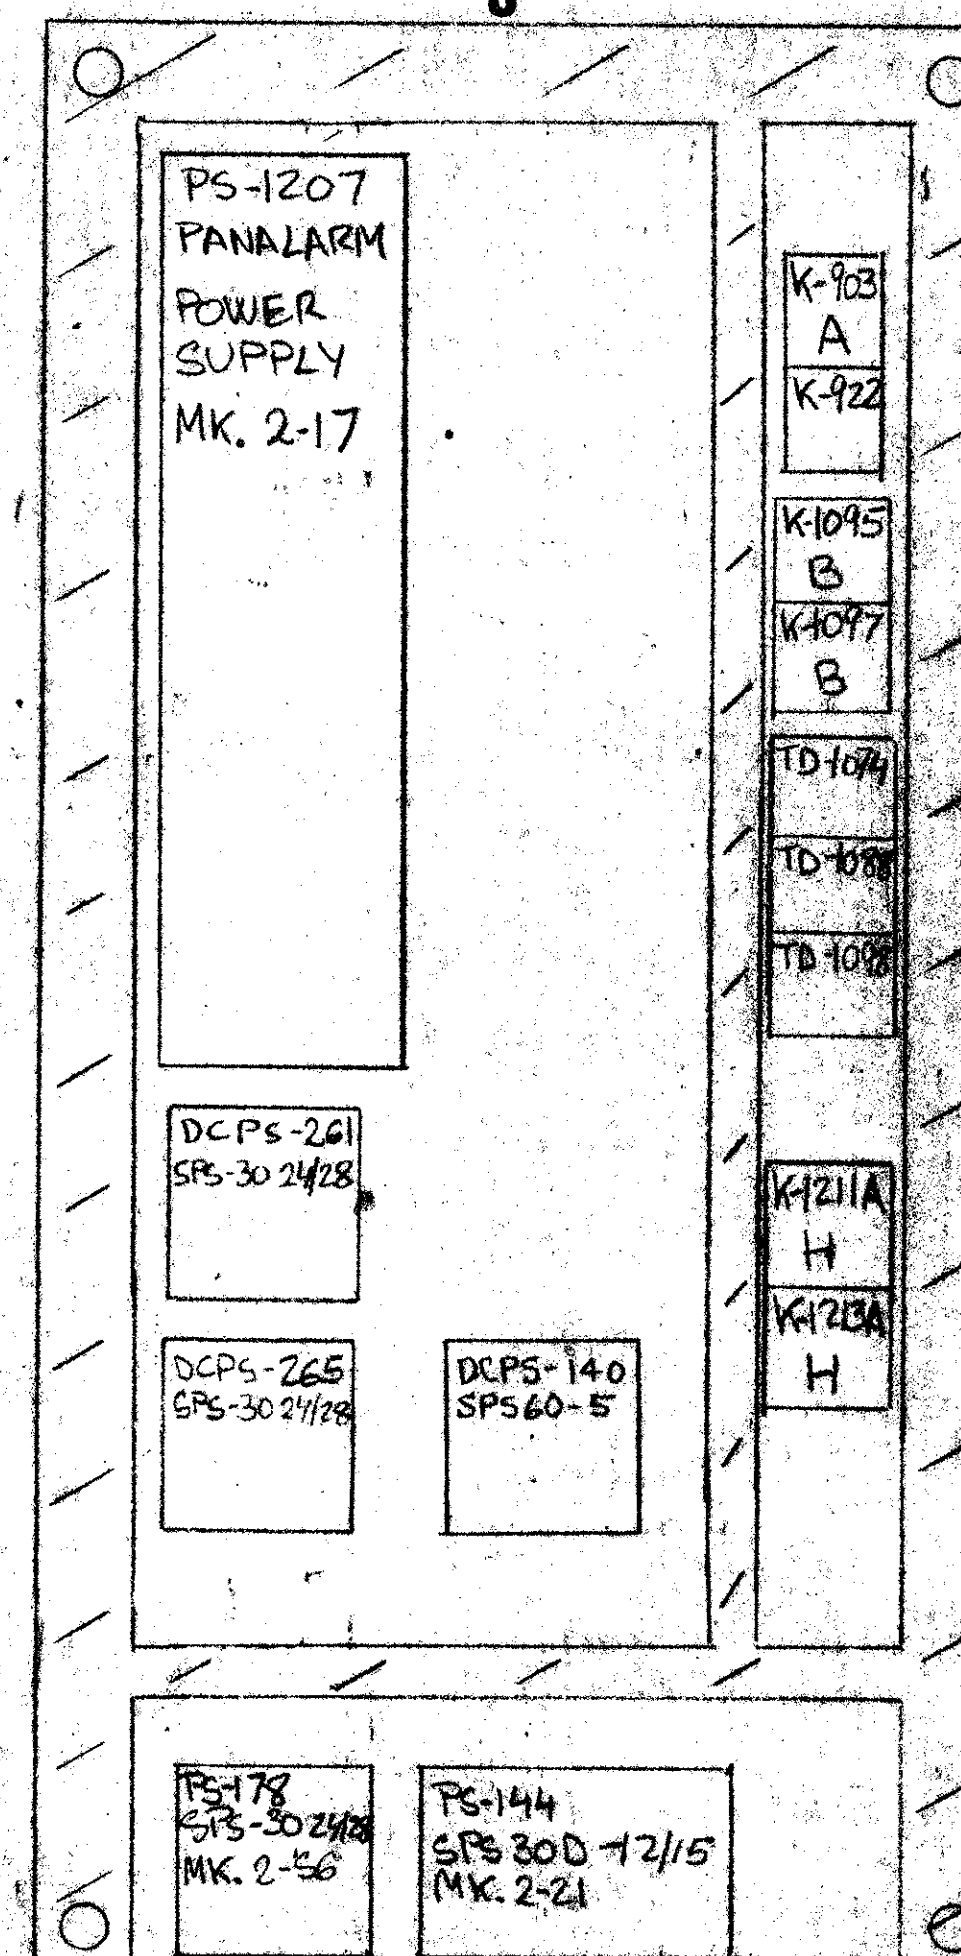 PS-1207
PANALARM
POWER
SUPPLY
MK. 2-17
K-903
A
K-922
K-1095
B
K-1097
B
TD-1074
TD-1088
TD-1098
DCPS-261
SPS-30 24/28
K-1211A
H
K-1213A
H
DCPS-265
SPS-30 24/28
DCPS-140
SPS60-5
PS-178
SPS-30 24/28
MK. 2-56
PS-144
SPS 30D-12/15
MK. 2-21